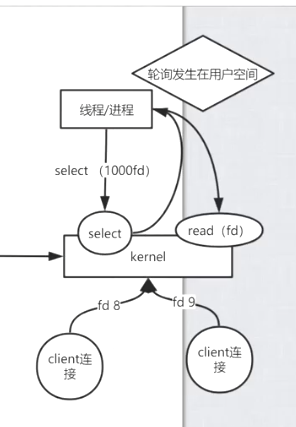 轮询发生在用户空间
线程/进程
select （1000fd）
select
read（fd）
kernel
fd 8
fd 9
client连
接
client连
接